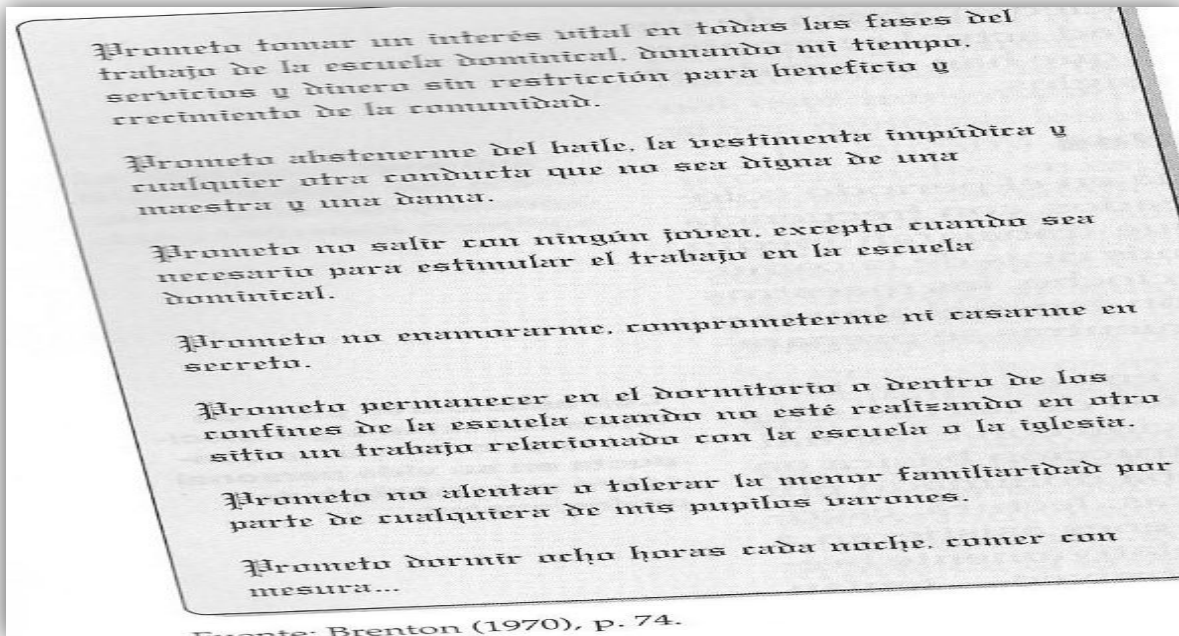 Prometo tomar un interés vital en todas las fases del
trabajo de la escuela dominical, donando mi tiempo,
servicios y dinero sin restricción para beneficio y
crecimiento de la comunidad.
Prometo abstenerme del baile, la vestimenta impúdica y
cualquier otra conducta que no sea digna de una
maestra y una dama.
Prometo no salir con ningún joven, excepto cuando sea
necesario para estimular el trabajo en la escuela
dominical.
Prometo no enamorarme, comprometerme ni casarme en
secreto.
Prometo permanecer en el dormitorio o dentro de los
confines de la escuela cuando no esté realizando en otro
sitio un trabajo relacionado con la escuela o la iglesia.
Prometo no alentar o tolerar la menor familiaridad por
parte de cualquiera de mis pupilos varones.
Prometo dormir ocho horas cada noche, comer con
mesura...
Fuente: Brenton (1970), p. 74.